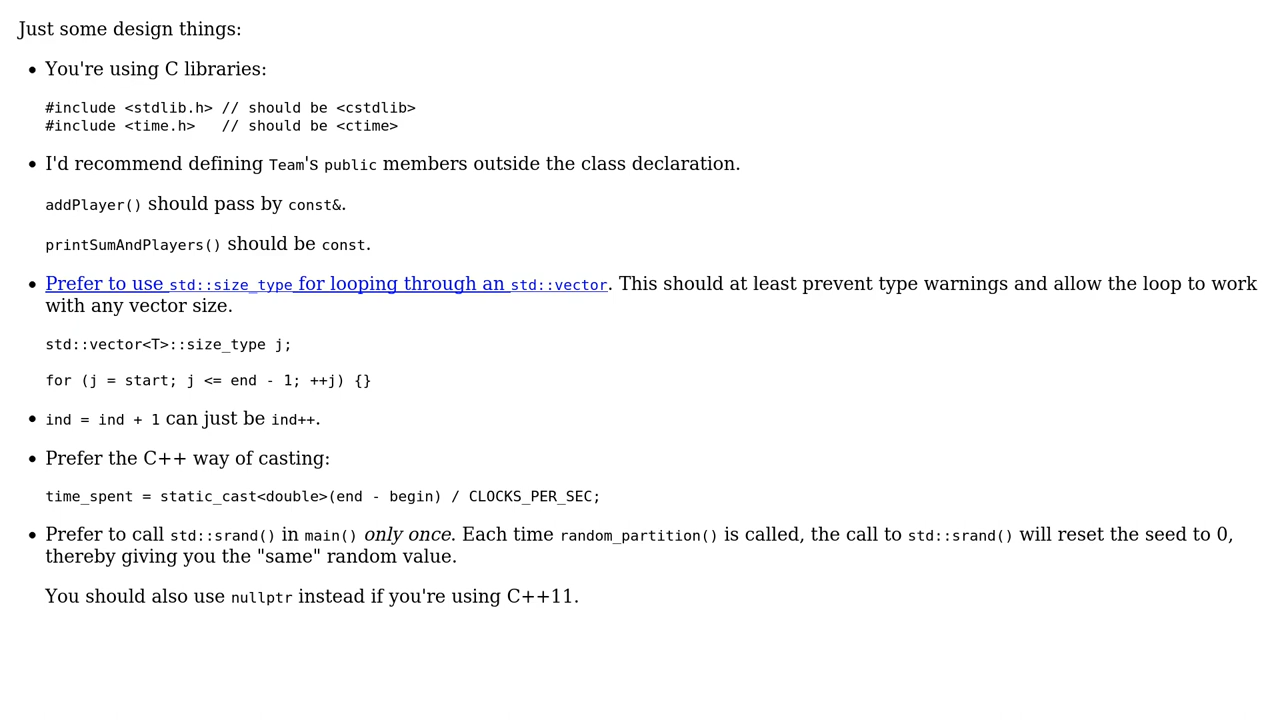 Just some design things:
• You're using C libraries:
#include <stdlib.h> // should be <cstdlib>
#include <time.h>   // should be <ctime>
• I'd recommend defining Team's public members outside the class declaration.
addPlayer() should pass by const&.
printSumAndPlayers() should be const.
• Prefer to use std::size_type for looping through an std::vector. This should at least prevent type warnings and allow the loop to work
with any vector size.
std::vector<T>::size_type j;
for (j = start; j <= end - 1; ++j) {}
• ind = ind + 1 can just be ind++.
• Prefer the C++ way of casting:
time_spent = static_cast<double>(end - begin) / CLOCKS_PER_SEC;
• Prefer to call std::srand() in main() only once. Each time random_partition() is called, the call to std::srand() will reset the seed to 0,
thereby giving you the "same" random value.
You should also use nullptr instead if you're using C++11.